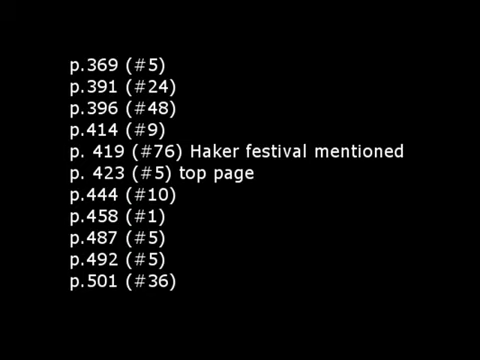 p.369 (#5)
p.391 (#24)
p.396 (#48)
p.414 (#9)
p. 419 (#76) Haker festival mentioned
p. 423 (#5) top page
p.444 (#10)
p.458 (#1)
p.487 (#5)
p.492 (#5)
p.501 (#36)